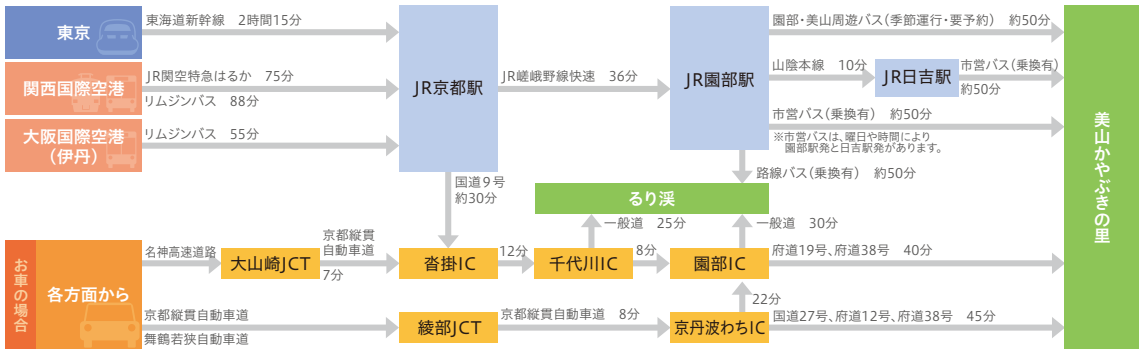 東京
東海道新幹線 2時間15分
関西国際空港
JR関空特急はるか 75分
リムジンバス 88分
大阪国際空港
(伊丹)
リムジンバス 55分
JR京都駅
JR嵯峨野線快速 36分
JR園部駅
園部・美山周遊バス(季節運行・要予約) 約50分
山陰本線 10分
JR日吉駅
市営バス(乗換有)
約50分
市営バス(乗換有) 約50分
※市営バスは、曜日や時間により
園部駅発と日吉駅発があります。
路線バス(乗換有) 約50分
美山かやぶきの里
国道9号
約30分
るり渓
一般道 25分
一般道 30分
お車の場合
各方面から
名神高速道路
大山崎JCT
京都縦貫
自動車道
7分
沓掛IC
12分
千代川IC
8分
園部IC
府道19号、府道38号 40分
京都縦貫自動車道
舞鶴若狭自動車道
綾部JCT
京都縦貫自動車道 8分
京丹波わちIC
22分
国道27号、府道12号、府道38号 45分